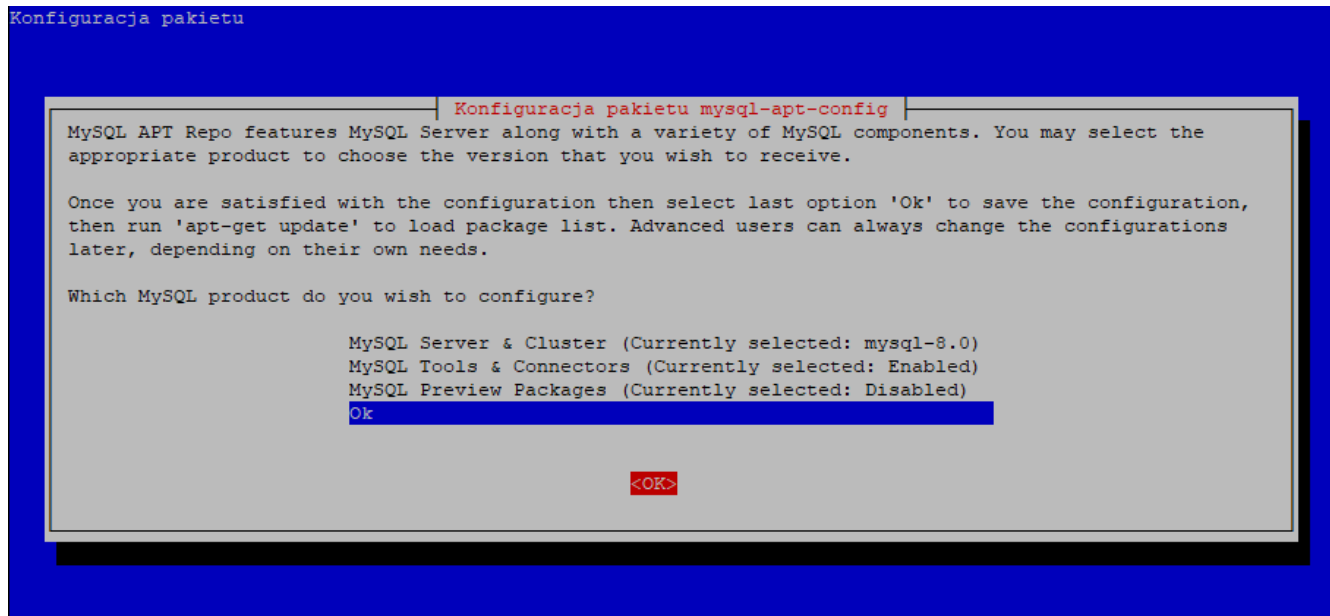 Konfiguracja pakietu
Konfiguracja pakietu mysql-apt-config
MySQL APT Repo features MySQL Server along with a variety of MySQL components. You may select the
appropriate product to choose the version that you wish to receive.
Once you are satisfied with the configuration then select last option 'Ok' to save the configuration,
then run 'apt-get update' to load package list. Advanced users can always change the configurations
later, depending on their own needs.
Which MySQL product do you wish to configure?
MySQL Server & Cluster (Currently selected: mysql-8.0)
MySQL Tools & Connectors (Currently selected: Enabled)
MySQL Preview Packages (Currently selected: Disabled)
Ok
<OK>